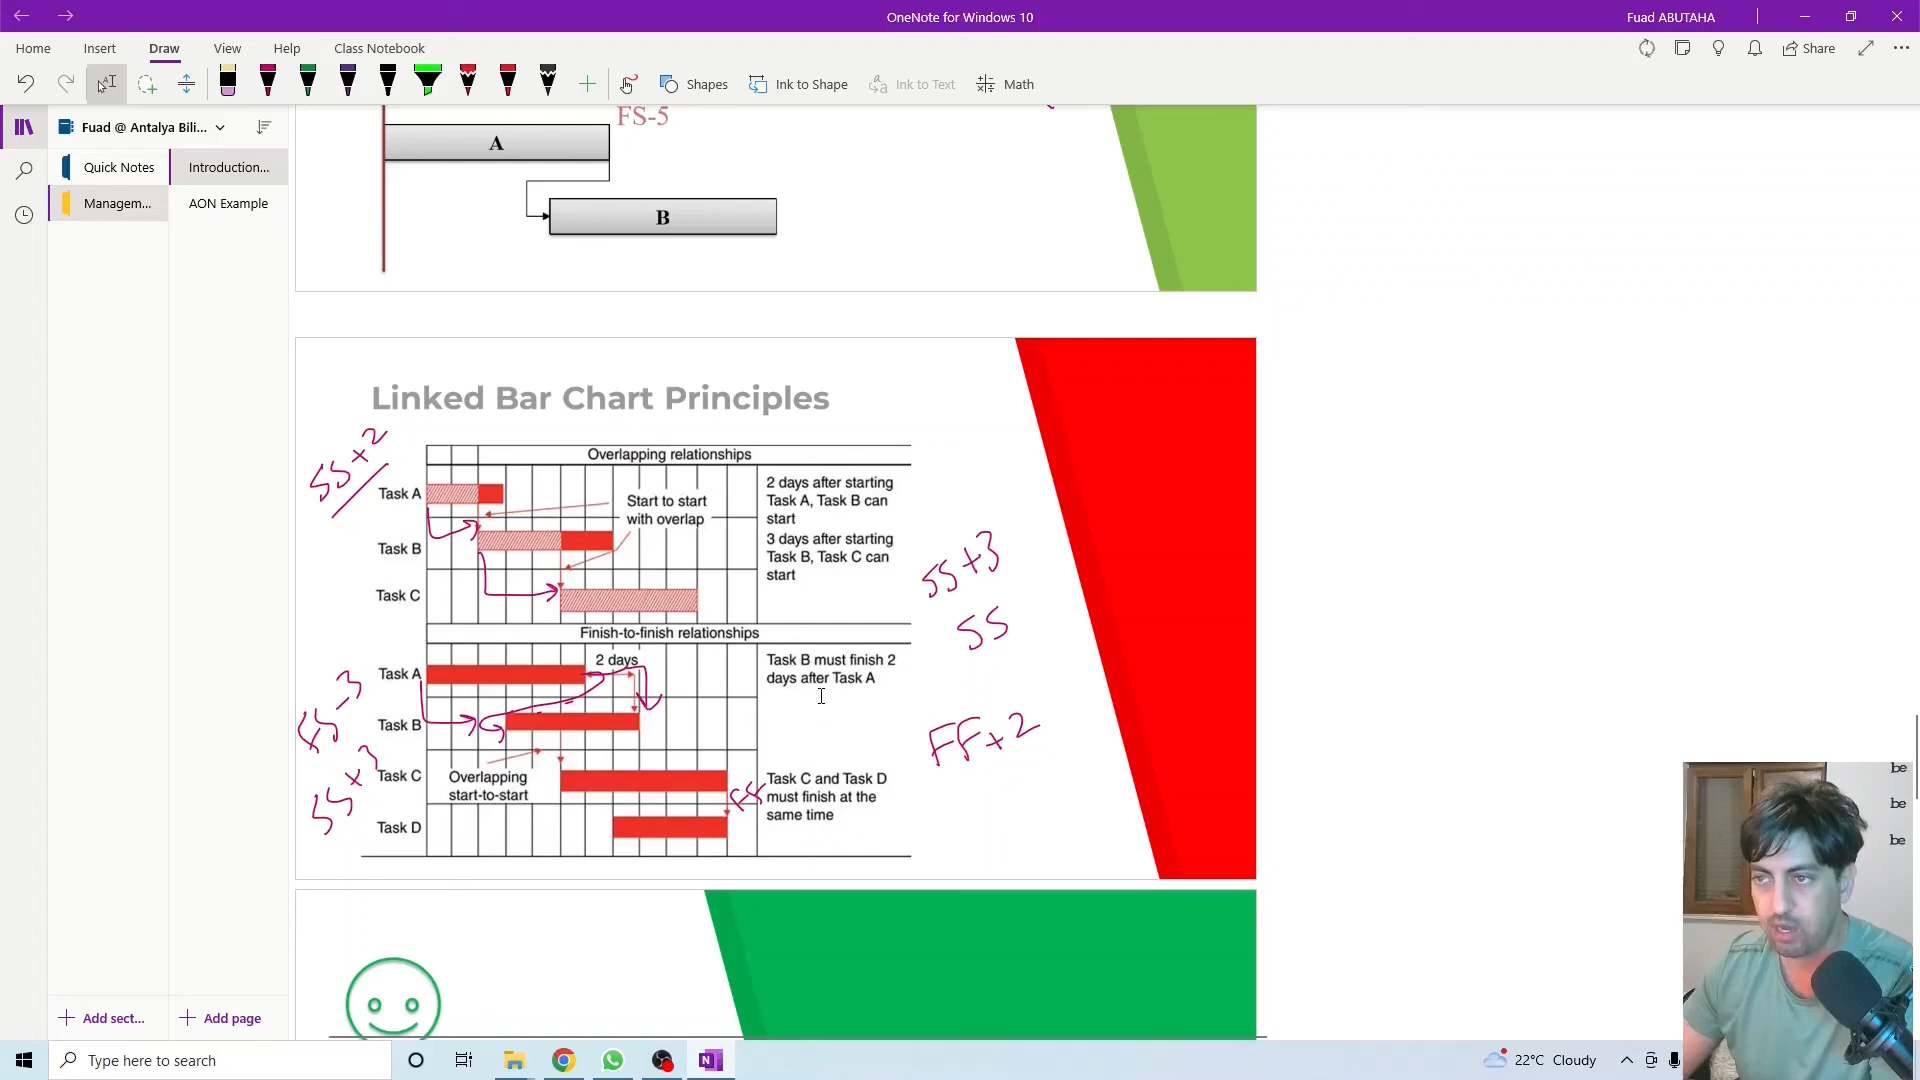 OneNote for Windows 10
Fuad ABUTAHA
Home Insert Draw View Help Class Notebook
Share
Shapes Ink to Shape Ink to Text Math
Fuad @ Antalya Bili...
Quick Notes
Managem...
Introduction...
AON Example
FS-5
A
B
Linked Bar Chart Principles
SS+2
Overlapping relationships
Task A
Task B
Task C
Start to start
with overlap
2 days after starting
Task A, Task B can
start
3 days after starting
Task B, Task C can
start
SS+3
SS
Finish-to-finish relationships
Task A
2 days
Task B must finish 2
days after Task A
Task B
FS-3
FF+2
SS+3
Task C
Overlapping
start-to-start
Task C and Task D
must finish at the
same time
Task D
be
be
be
Add sect...
Add page
Type here to search
22°C Cloudy